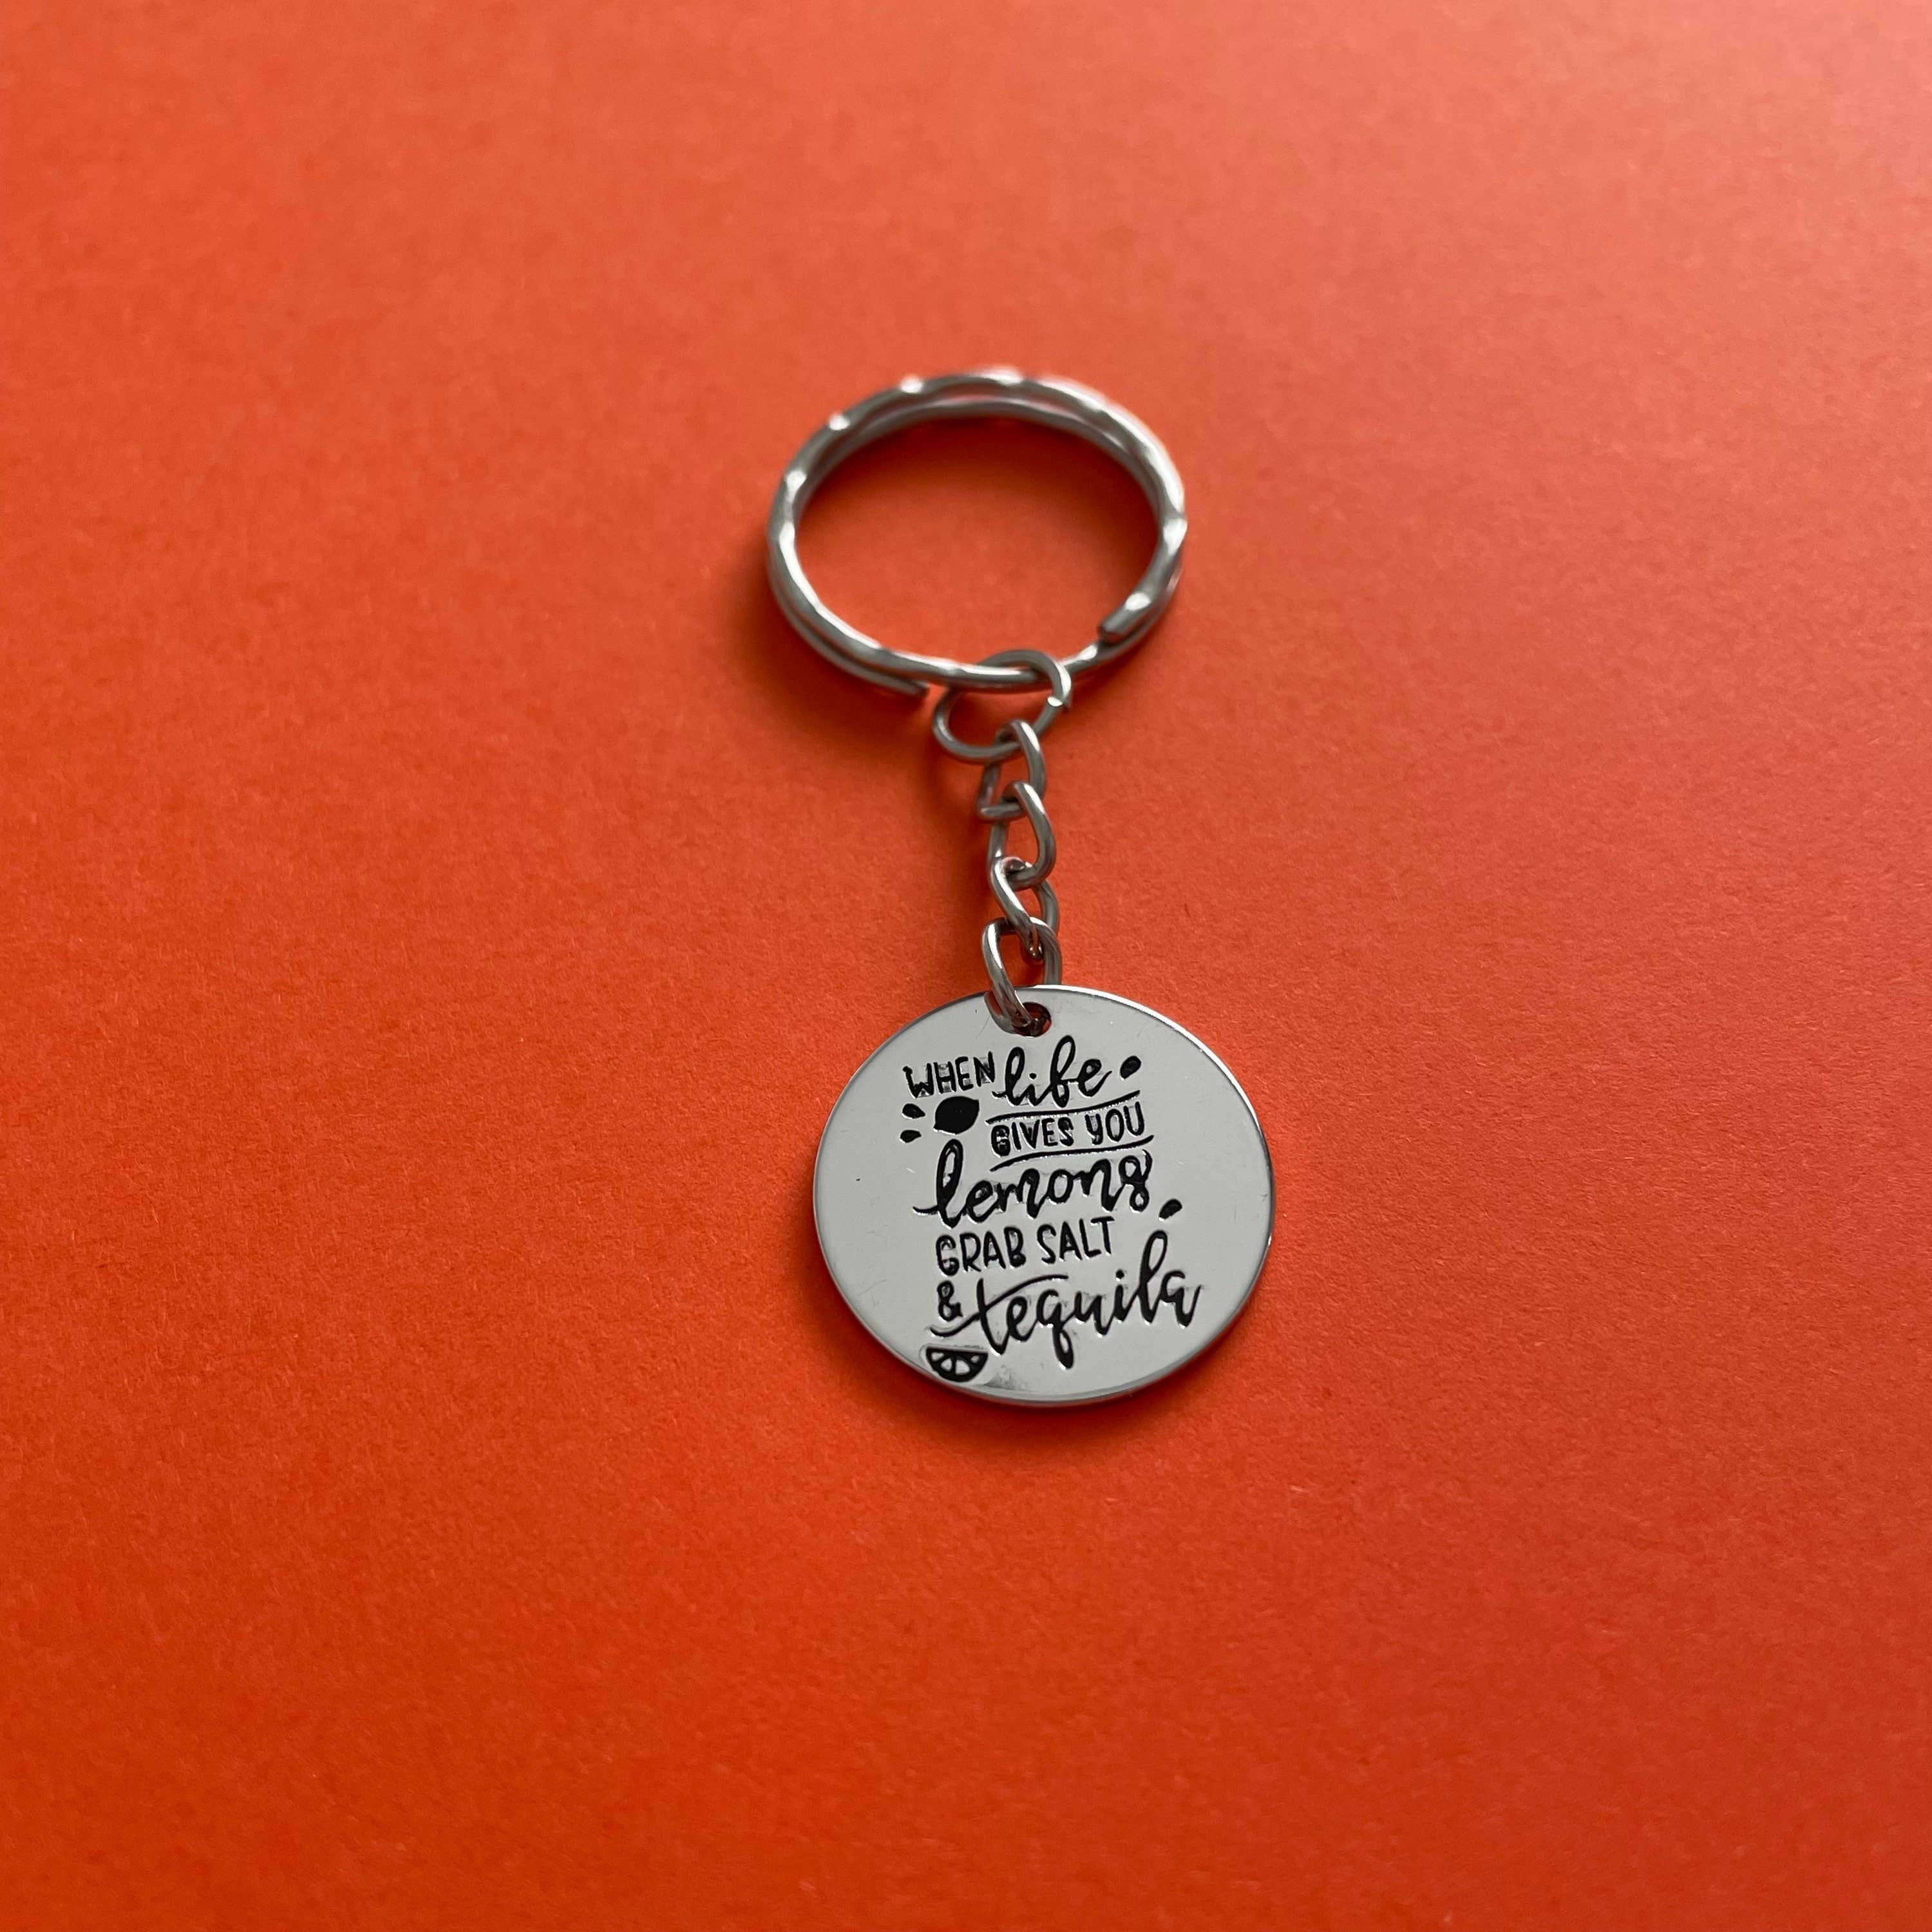 WHEN life
GIVES YOU
lemons
GRAB SALT
& tequila